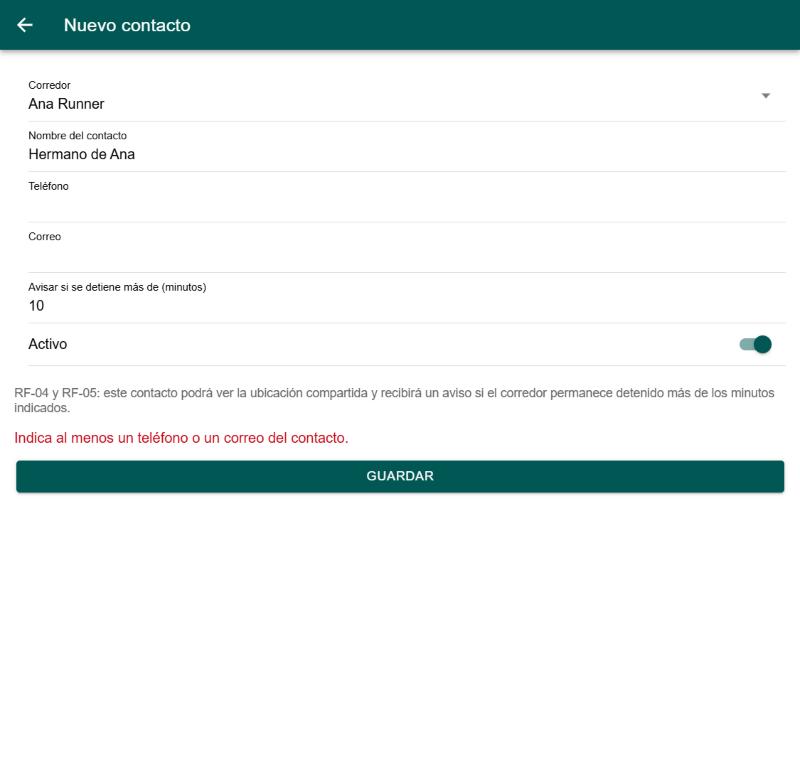 Nuevo contacto
Corredor
Ana Runner
Nombre del contacto
Hermano de Ana
Teléfono
Correo
Avisar si se detiene más de (minutos)
10
Activo
RF-04 y RF-05: este contacto podrá ver la ubicación compartida y recibirá un aviso si el corredor permanece detenido más de los minutos
indicados.
Indica al menos un teléfono o un correo del contacto.
GUARDAR